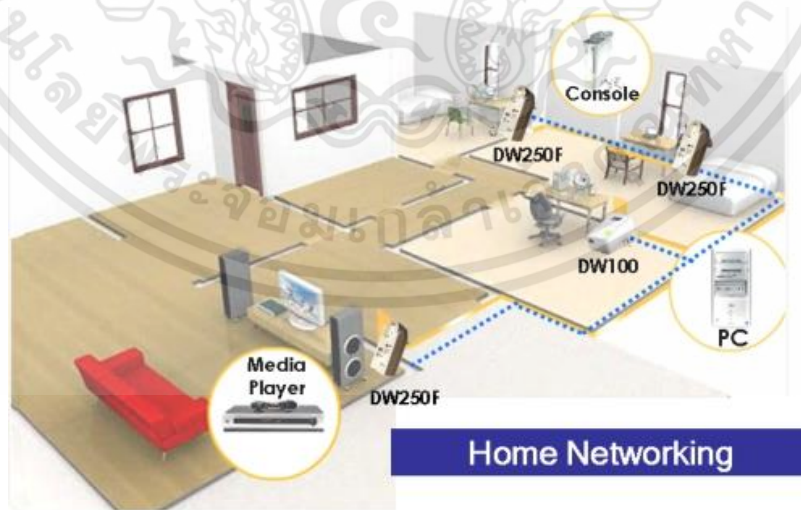 Console
DW250F
DW250F
DW100
PC
Media
Player
DW250F
Home Networking